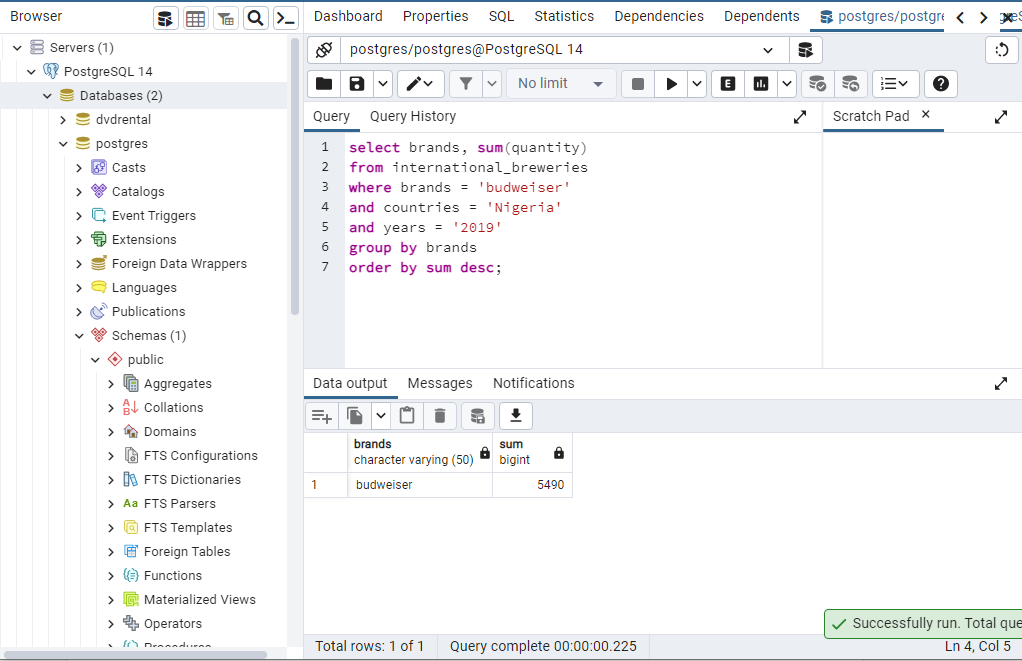 Browser
Dashboard Properties SQL Statistics Dependencies Dependents postgres/postgre
Servers (1)
PostgreSQL 14
Databases (2)
dvdrental
postgres
Casts
Catalogs
Event Triggers
Extensions
Foreign Data Wrappers
Languages
Publications
Schemas (1)
public
Aggregates
Collations
Domains
FTS Configurations
FTS Dictionaries
Aa FTS Parsers
FTS Templates
Foreign Tables
Functions
Materialized Views
Operators
Procedures
postgres/postgres@PostgreSQL 14
No limit
E
Query Query History
Scratch Pad
1 select brands, sum(quantity)
2 from international_breweries
3 where brands = 'budweiser'
4 and countries = 'Nigeria'
5 and years = '2019'
6 group by brands
7 order by sum desc;
Data output Messages Notifications
brands sum
character varying (50) bigint
1 budweiser 5490
Successfully run. Total que
Total rows: 1 of 1 Query complete 00:00:00.225 Ln 4, Col 5